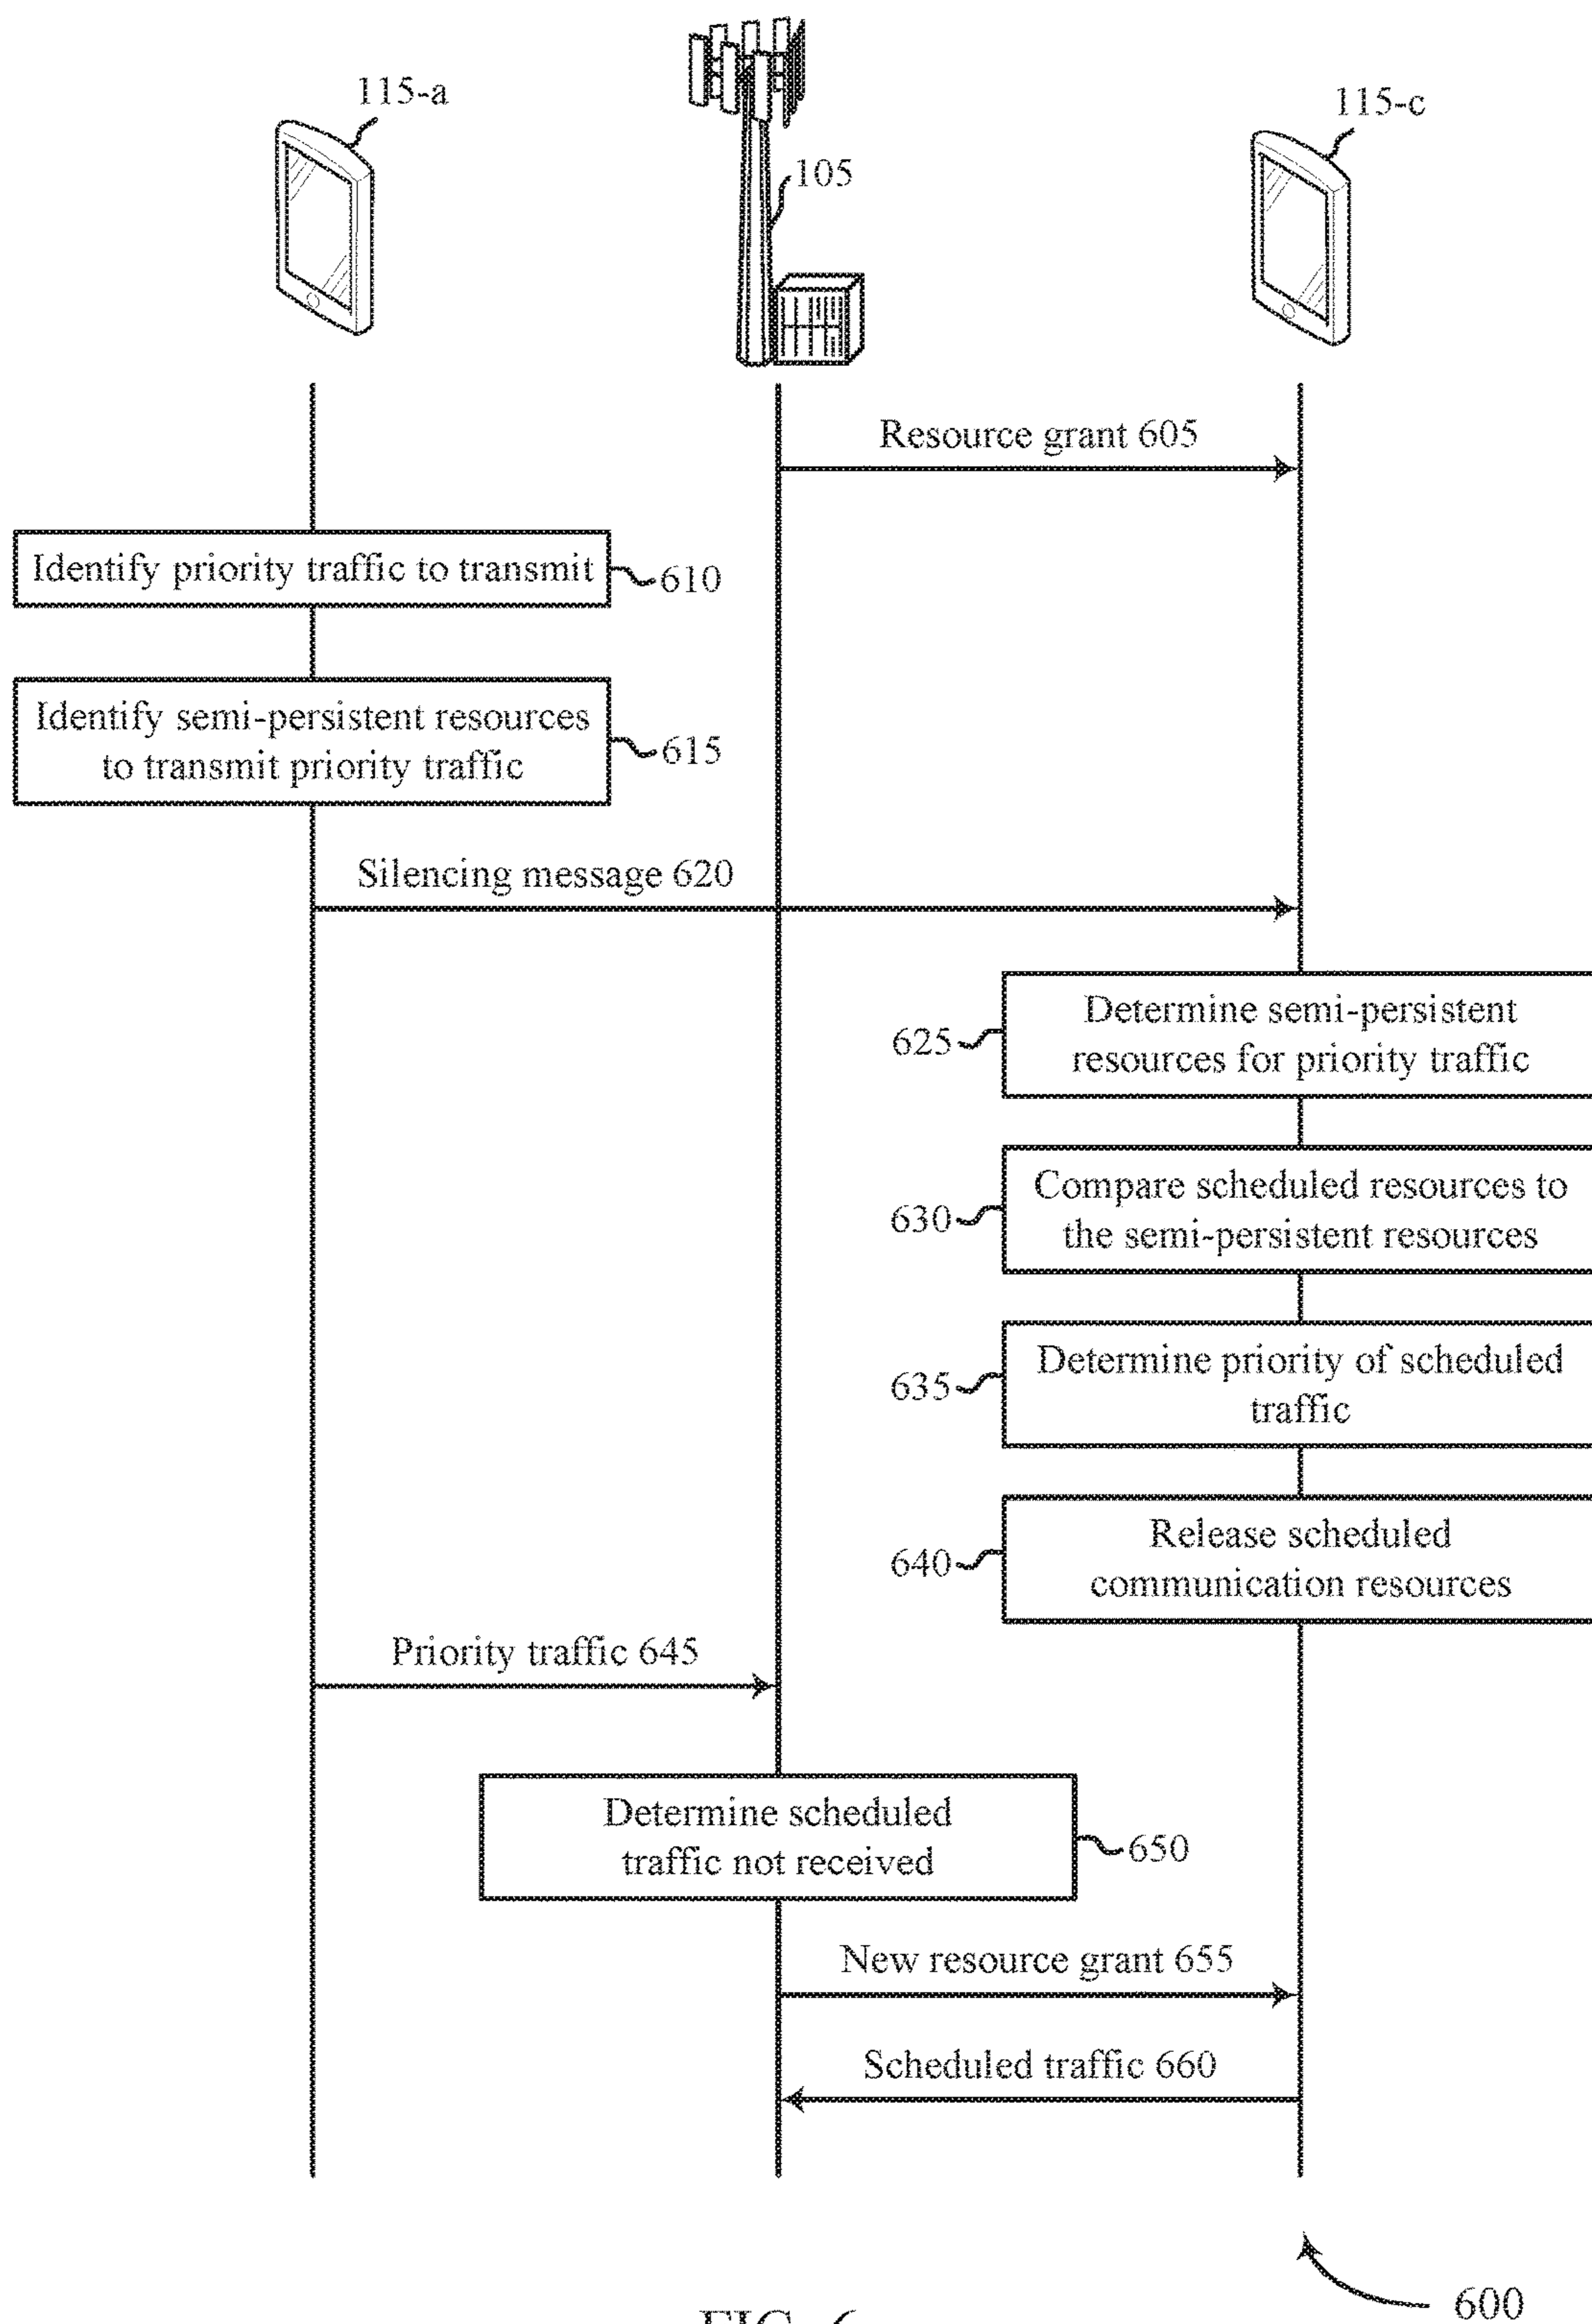 115-a
105
115-c
Resource grant 605
Identify priority traffic to transmit
610
Identify semi-persistent resources
to transmit priority traffic
615
Silencing message 620
Determine semi-persistent
resources for priority traffic
625
Compare scheduled resources to
the semi-persistent resources
630
Determine priority of scheduled
traffic
635
Release scheduled
communication resources
640
Priority traffic 645
Determine scheduled
traffic not received
650
New resource grant 655
Scheduled traffic 660
600
FIG. 6